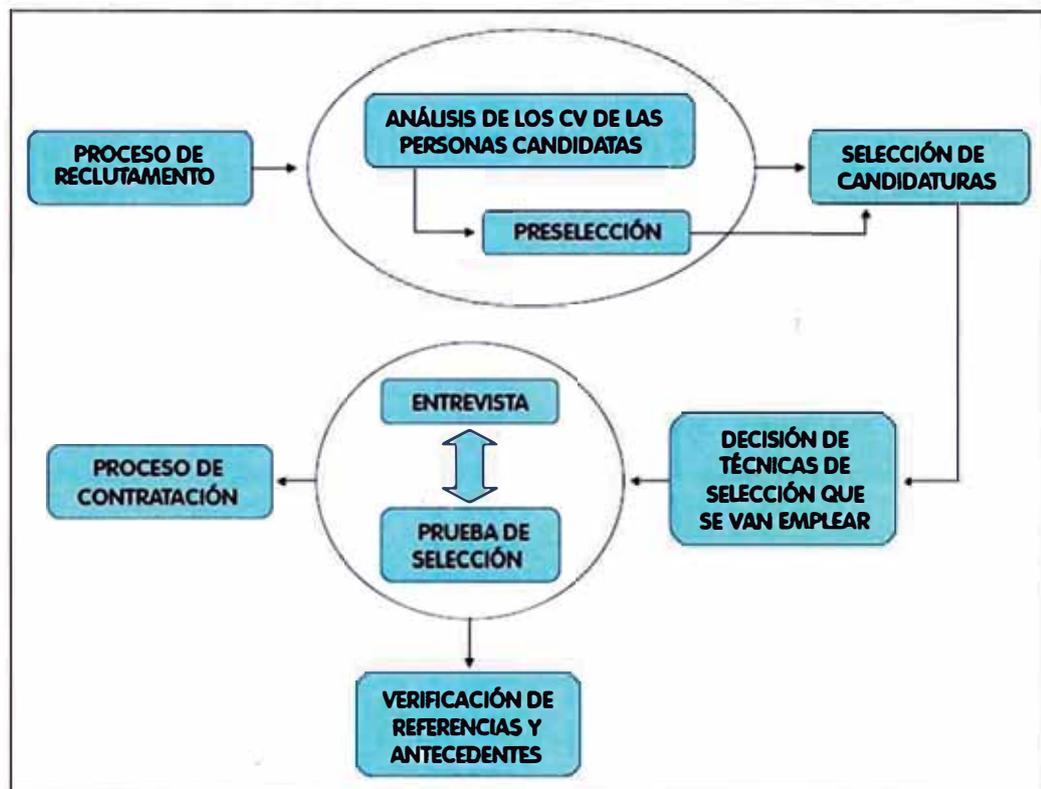 PROCESO DE
RECLUTAMENTO
ANÁLISIS DE LOS CV DE LAS
PERSONAS CANDIDATAS
PRESELECCIÓN
SELECCIÓN DE
CANDIDATURAS
DECISIÓN DE
TÉCNICAS DE
SELECCIÓN QUE
SE VAN EMPLEAR
ENTREVISTA
PRUEBA DE
SELECCIÓN
PROCESO DE
CONTRATACIÓN
VERIFICACIÓN DE
REFERENCIAS Y
ANTECEDENTES